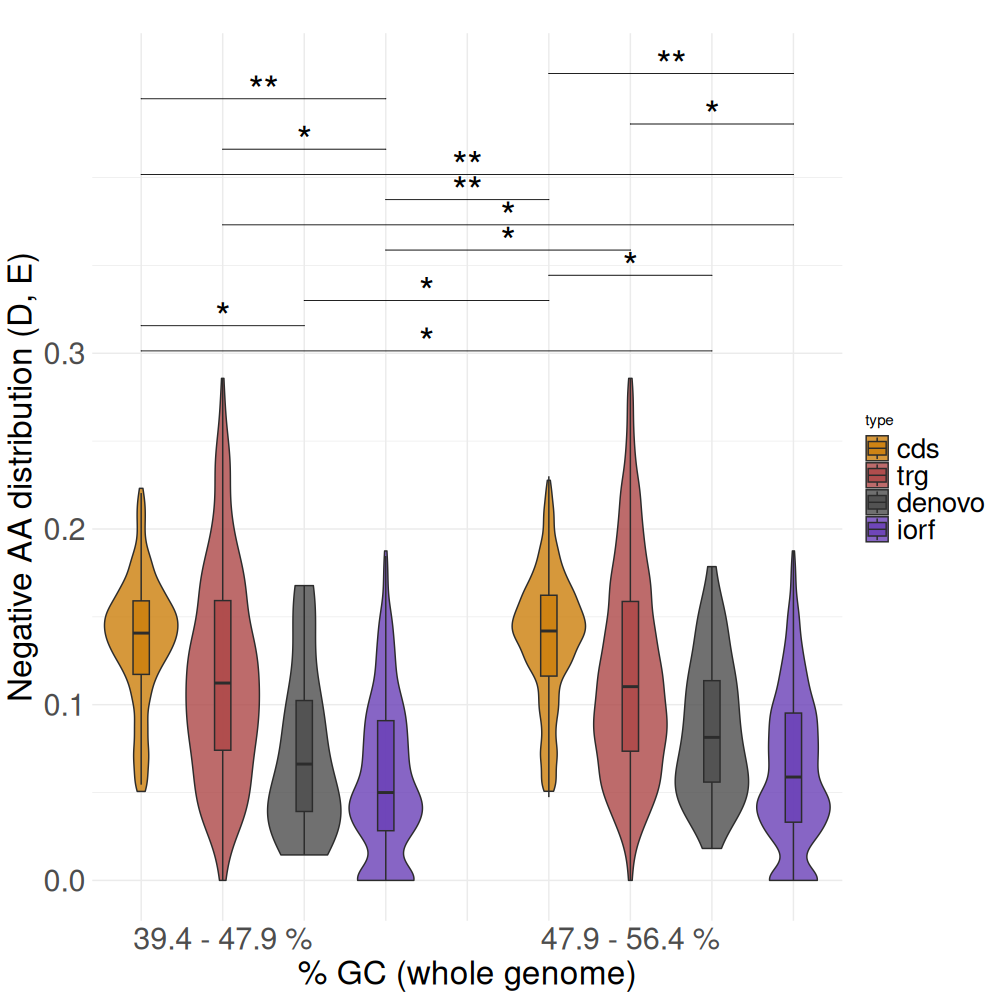 **
**
*
*
**
**
*
*
*
*
*
*
Negative AA distribution (D, E)
0.3
0.2
0.1
0.0
type
cds
trg
denovo
iorf
39.4 - 47.9 %
47.9 - 56.4 %
% GC (whole genome)